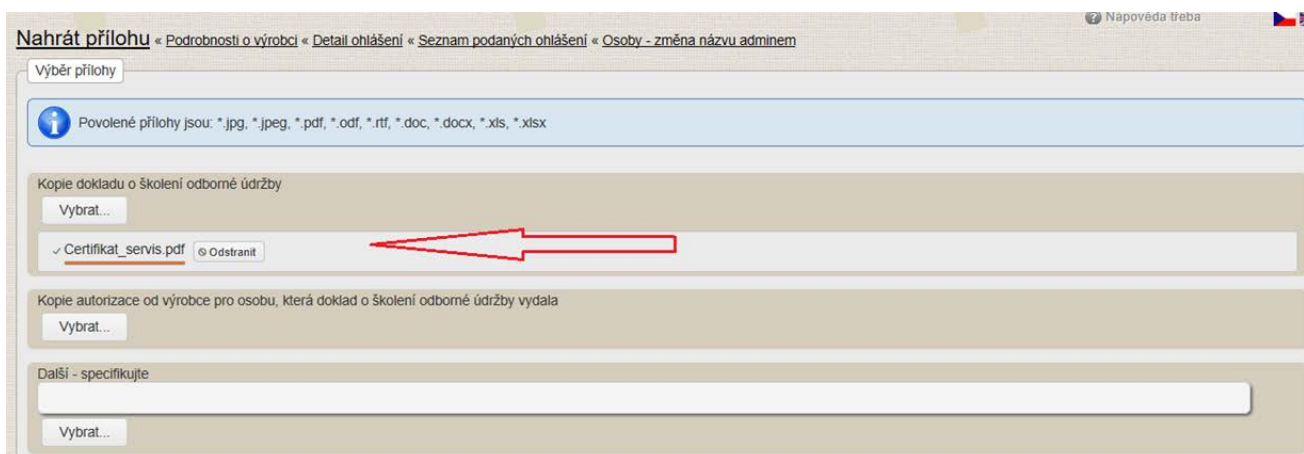 Nápověda třeba
Nahrát přílohu « Podrobnosti o výrobci « Detail ohlášení « Seznam podaných ohlášení « Osoby - změna názvu adminem
Výběr přílohy
Povolené přílohy jsou: *.jpg, *.jpeg, *.pdf, *.odf, *.rtf, *.doc, *.docx, *.xls, *.xlsx
Kopie dokladu o školení odborné údržby
Vybrat...
Certifikat_servis.pdf Odstranit
Kopie autorizace od výrobce pro osobu, která doklad o školení odborné údržby vydala
Vybrat...
Další - specifikujte
Vybrat...